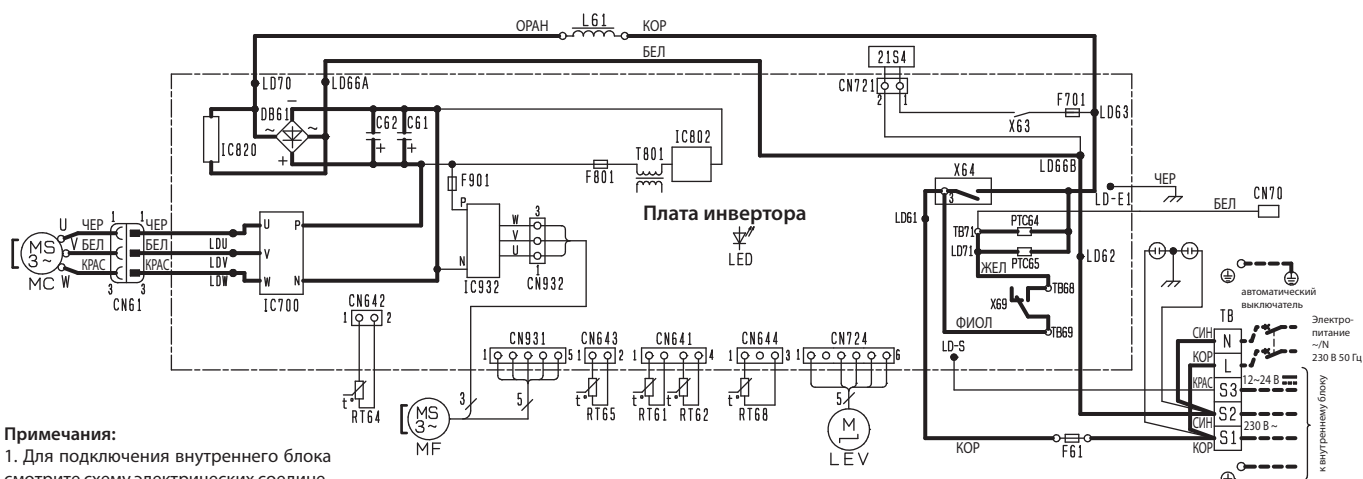 ОРАН L61 КОР
БЕЛ
21S4
CN721
2 1
F701
X63
LD63
LD70
LD66A
DB61
−
~ ~
+
IC820
C62 C61
+ +
F901
F801
T801
IC802
LD66B
X64
3
LD-E1
ЧЕР
БЕЛ
CN70
Плата инвертора
LED
LD61
TB71
PTC64
LD71
PTC65
LD62
ЖЕЛ
X69
TB68
ФИОЛ
TB69
LD-S
U ЧЕР 1 1 ЧЕР LDU U P
V БЕЛ БЕЛ LDV V
W КРАС 3 3 КРАС LDW W N
MS
3~
MC
CN61
IC700
P
N
W
V
U
3
1
IC932
CN932
CN642
1 2
t°
RT64
CN931
1 5
3
5
MS
3~
MF
CN643
1 2
t°
RT65
CN641
1 4
t° t°
RT61 RT62
CN644
1 3
t°
RT68
CN724
1 6
5
M
LEV
автоматический
выключатель
TB
СИН N
КОР L
КРАС S3
S2
СИН
S1
КОР
Электро-
питание
~/N
230 В 50 Гц
12~24 В
230 В ~
к внутреннему блоку
КОР
F61
Примечания:
1. Для подключения внутреннего блока
смотрите схему электрических соедине-